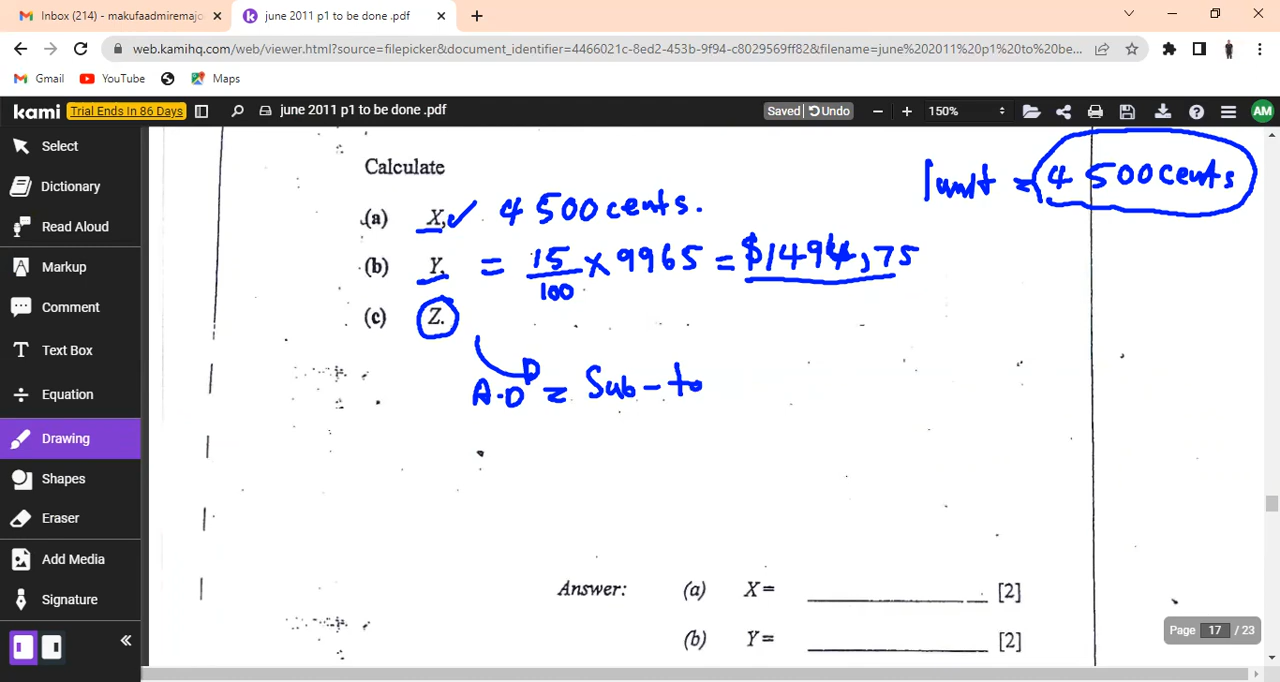 Inbox (214) - makufaadmiremajo
june 2011 p1 to be done .pdf
web.kamihq.com/web/viewer.html?source=filepicker&document_identifier=4466021c-8ed2-453b-9f94-c8029569ff82&filename=june%202011%20p1%20to%20be...
Gmail YouTube Maps
kami Trial Ends In 86 Days june 2011 p1 to be done .pdf Saved Undo 150% AM
Select
Dictionary
Read Aloud
Markup
Comment
Text Box
Equation
Drawing
Shapes
Eraser
Add Media
Signature
1 unit = 4 500 cents
Calculate
(a) X, 4 500 cents.
(b) Y, = 15/100 × 9965 = $1494,75
(c) Z.
A.D = Sub-to
Answer: (a) X = [2]
(b) Y = [2]
Page 17 / 23